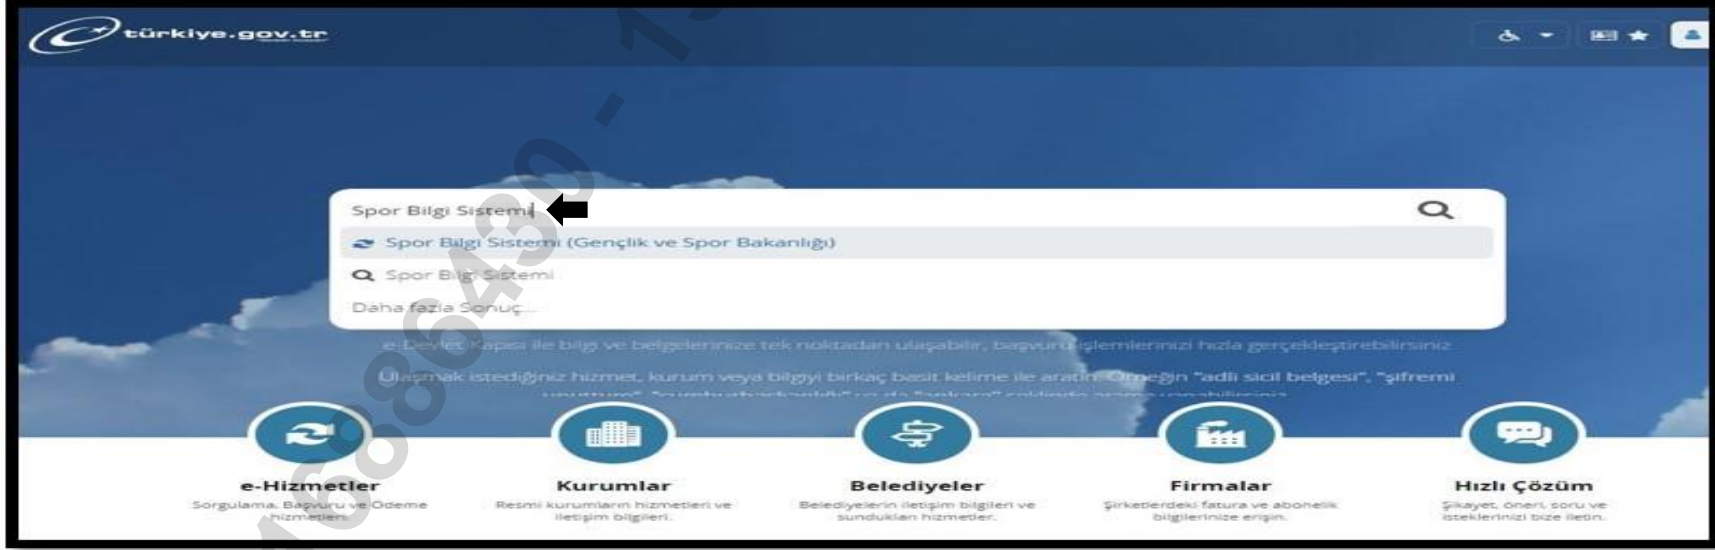 türkiye.gov.tr
Spor Bilgi Sistemi
Spor Bilgi Sistemi (Gençlik ve Spor Bakanlığı)
Spor Bilgi Sistemi
Daha fazla Sonuç...
e-Devlet Kapısı ile bilgi ve belgelerinize tek noktadan ulaşabilir, başvuru işlemlerinizi hızla gerçekleştirebilirsiniz
Ulaşmak istediğiniz hizmet, kurum veya bilgiyi birkaç basit kelime ile aratın. Örneğin "adli sicil belgesi", "şifremi
e-Hizmetler
Sorgulama, Başvuru ve Ödeme
hizmetleri.
Kurumlar
Resmi kurumların hizmetleri ve
iletişim bilgileri.
Belediyeler
Belediyelerin iletişim bilgileri ve
sundukları hizmetler.
Firmalar
Şirketlerdeki fatura ve abonelik
bilgilerinize erişin.
Hızlı Çözüm
Şikayet, öneri, soru ve
isteklerinizi bize iletin.